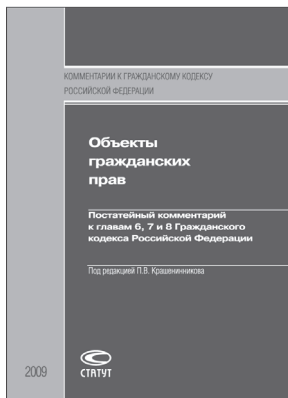 КОММЕНТАРИИ К ГРАЖДАНСКОМУ КОДЕКСУ
РОССИЙСКОЙ ФЕДЕРАЦИИ
Объекты
гражданских
прав
Постатейный комментарий
к главам 6, 7 и 8 Гражданского
кодекса Российской Федерации
Под редакцией П.В. Крашенинникова
2009
СТАТУТ